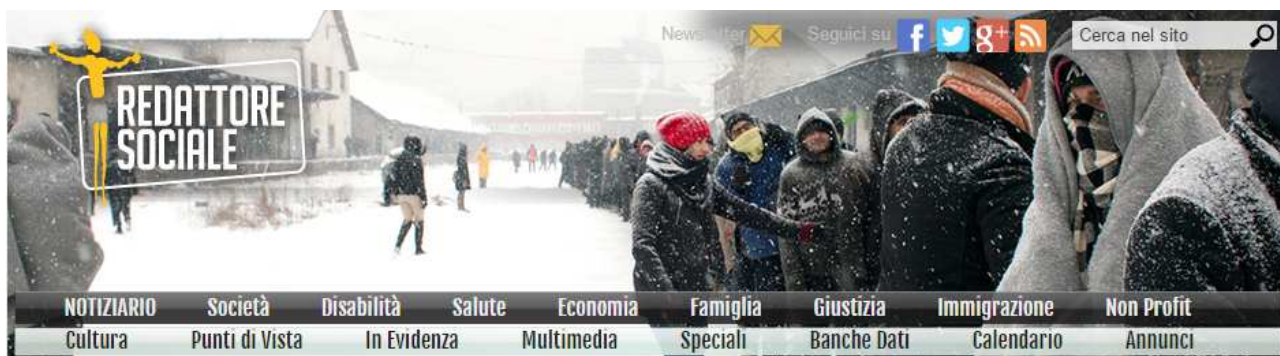 Newsletter Seguici su f g+ Cerca nel sito
REDATTORE
SOCIALE
NOTIZIARIO Società Disabilità Salute Economia Famiglia Giustizia Immigrazione Non Profit
Cultura Punti di Vista In Evidenza Multimedia Speciali Banche Dati Calendario Annunci